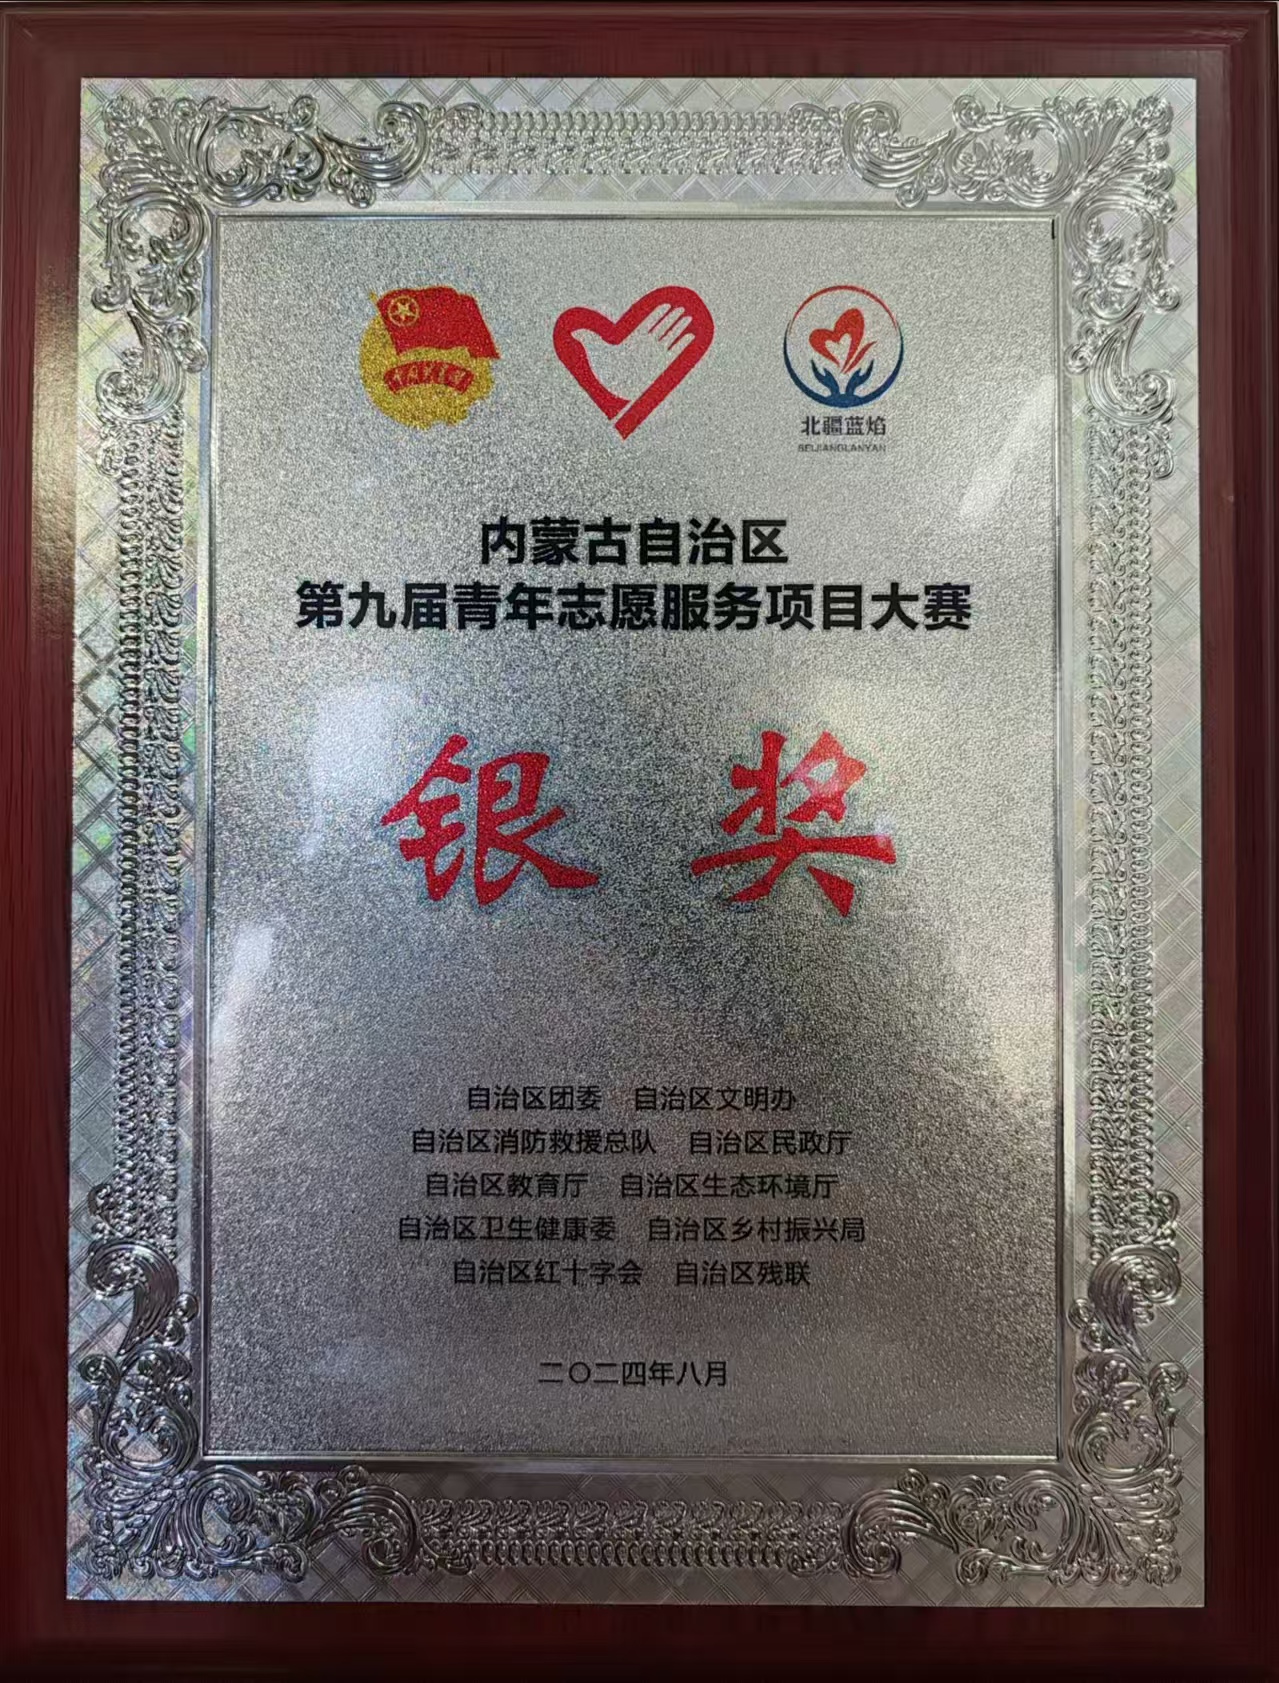 北疆蓝焰
BEIJIANGLANYAN
内蒙古自治区
第九届青年志愿服务项目大赛
银奖
自治区团委 自治区文明办
自治区消防救援总队 自治区民政厅
自治区教育厅 自治区生态环境厅
自治区卫生健康委 自治区乡村振兴局
自治区红十字会 自治区残联
二〇二四年八月